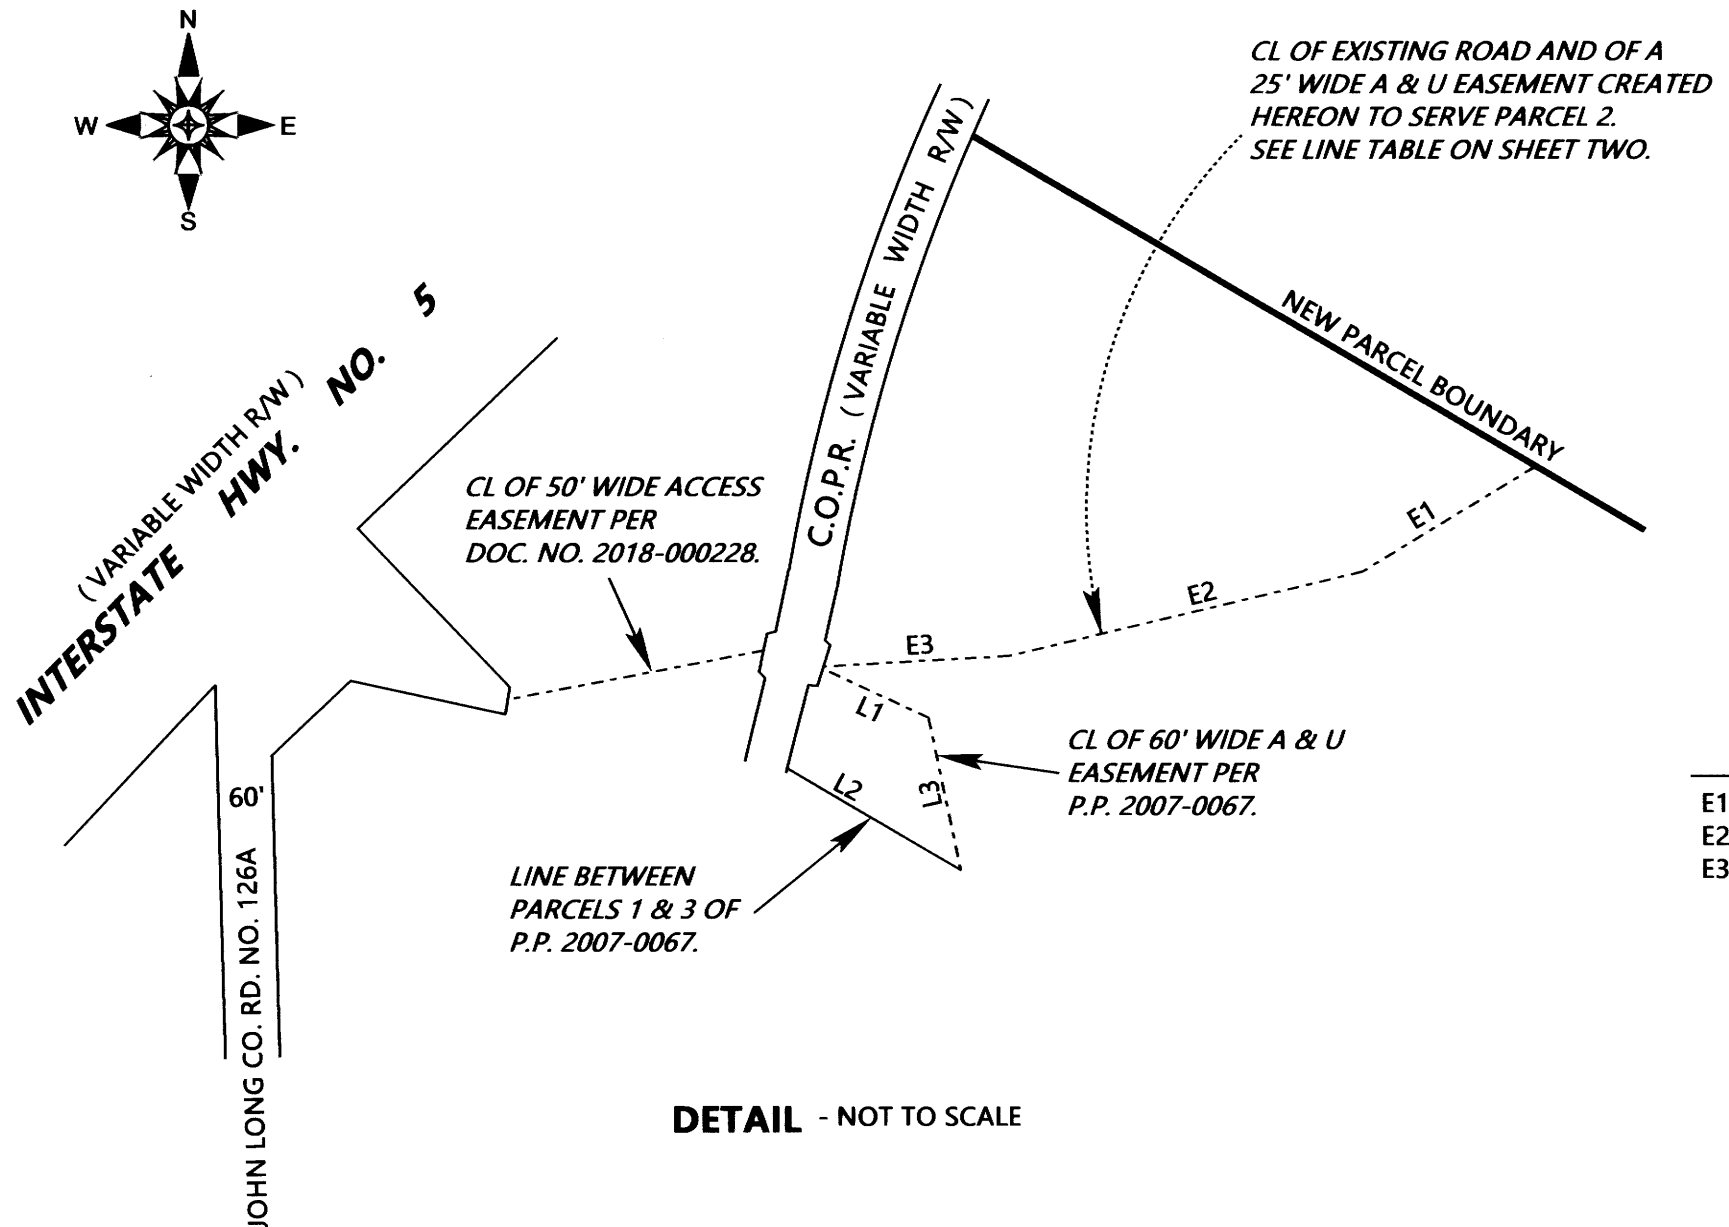 N
W E
S
CL OF EXISTING ROAD AND OF A
25' WIDE A & U EASEMENT CREATED
HEREON TO SERVE PARCEL 2.
SEE LINE TABLE ON SHEET TWO.
C.O.P.R. (VARIABLE WIDTH R/W)
NEW PARCEL BOUNDARY
(VARIABLE WIDTH R/W)
INTERSTATE HWY. NO. 5
CL OF 50' WIDE ACCESS
EASEMENT PER
DOC. NO. 2018-000228.
E1
E2
E3
L1
L2
L3
CL OF 60' WIDE A & U
EASEMENT PER
P.P. 2007-0067.
60'
JOHN LONG CO. RD. NO. 126A
LINE BETWEEN
PARCELS 1 & 3 OF
P.P. 2007-0067.
E1
E2
E3
DETAIL - NOT TO SCALE